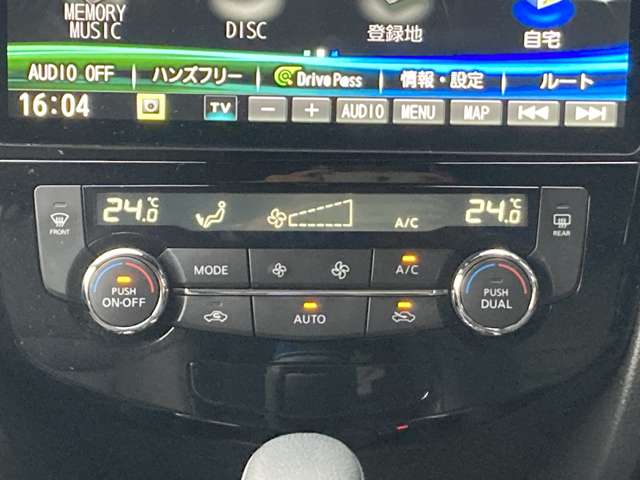 MEMORY MUSIC DISC 登録地 自宅
AUDIO OFF ハンズフリー DrivePass 情報・設定 ルート
16:04 TV － ＋ AUDIO MENU MAP
24.0℃ A/C 24.0℃
FRONT REAR
MODE A/C
PUSH ON-OFF PUSH DUAL
AUTO